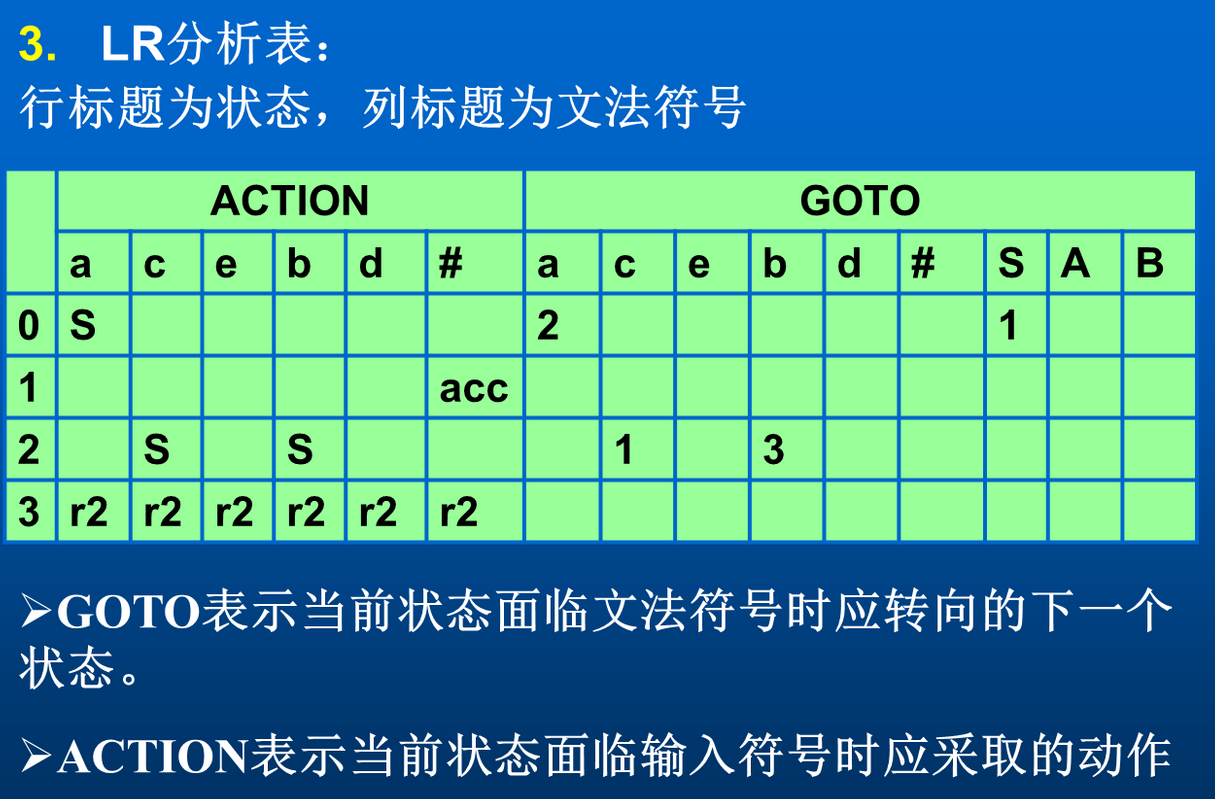 3. LR分析表：
行标题为状态，列标题为文法符号
ACTION GOTO
a c e b d # a c e b d # S A B
0 S 2 1
1 acc
2 S S 1 3
3 r2 r2 r2 r2 r2 r2
➢GOTO表示当前状态面临文法符号时应转向的下一个
状态。
➢ACTION表示当前状态面临输入符号时应采取的动作